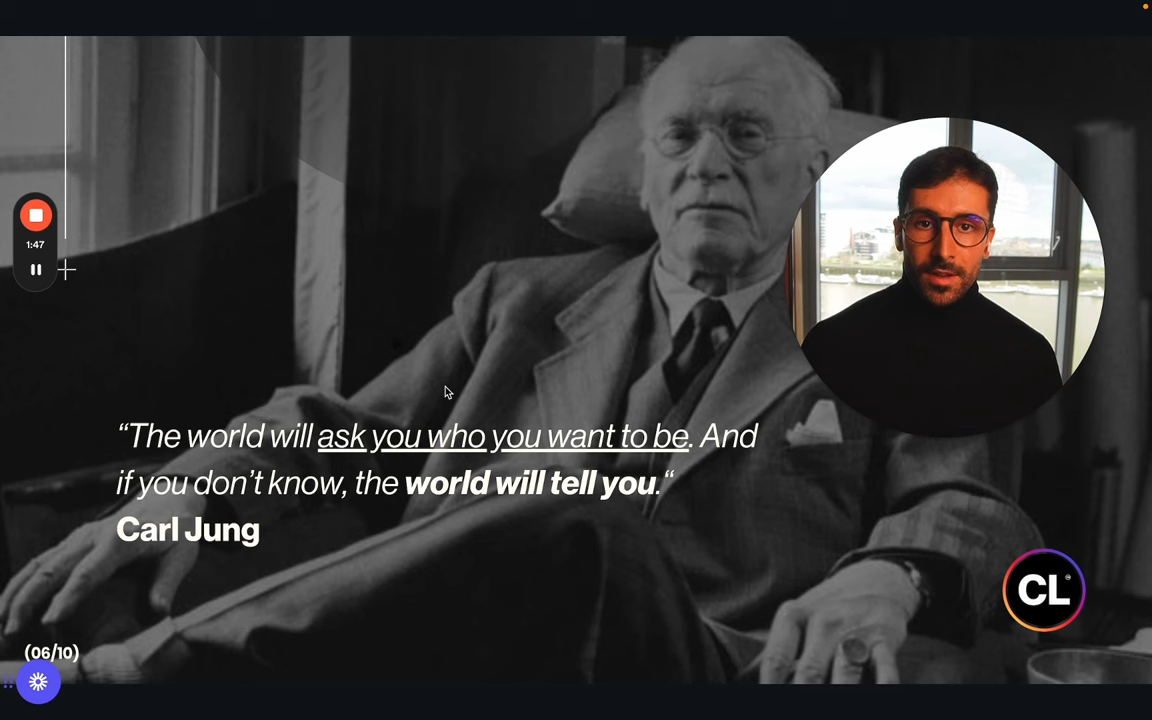 1:47
“The world will ask you who you want to be. And
if you don’t know, the world will tell you.“
Carl Jung
CL
(06/10)